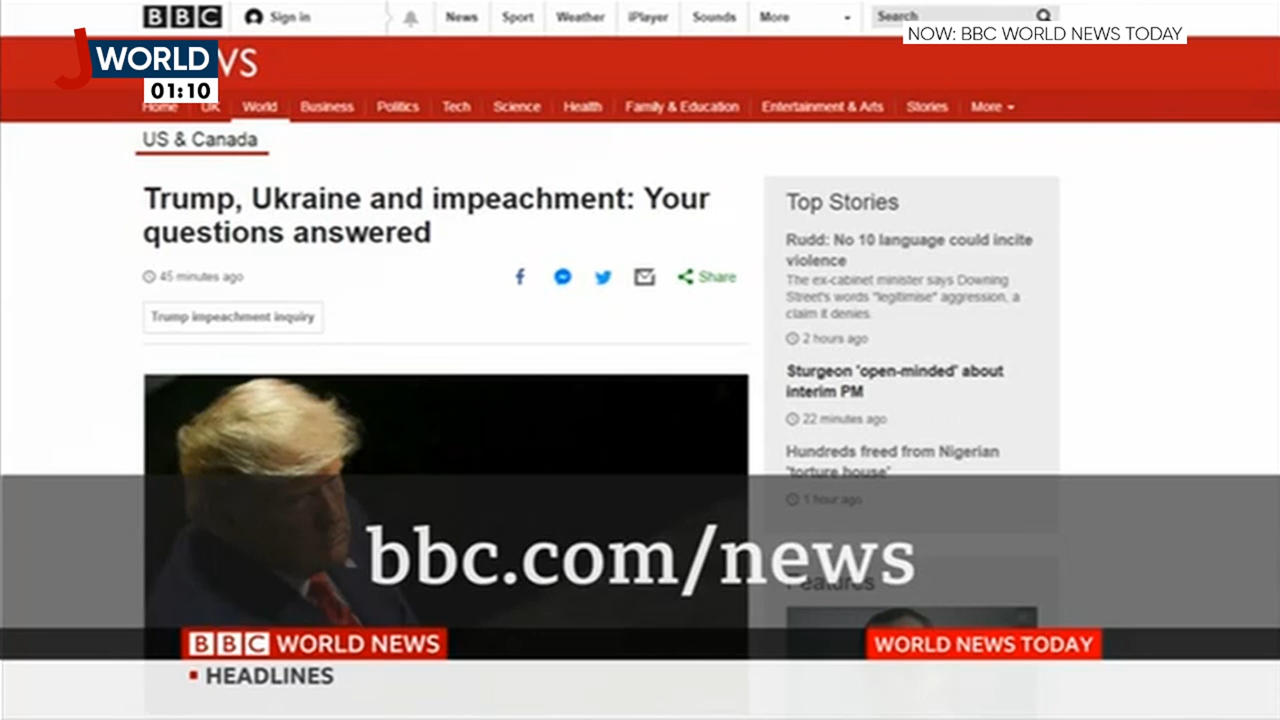 BBC Sign in News Sport Weather iPlayer Sounds More Search
NOW: BBC WORLD NEWS TODAY
J WORLD
01:10
Home UK World Business Politics Tech Science Health Family & Education Entertainment & Arts Stories More
US & Canada
Trump, Ukraine and impeachment: Your
questions answered
45 minutes ago
Share
Trump impeachment inquiry
Top Stories
Rudd: No 10 language could incite
violence
The ex-cabinet minister says Downing
Street's words "legitimise" aggression, a
claim it denies.
2 hours ago
Sturgeon 'open-minded' about
interim PM
22 minutes ago
Hundreds freed from Nigerian
'torture house'
1 hour ago
Features
bbc.com/news
BBC WORLD NEWS
WORLD NEWS TODAY
HEADLINES